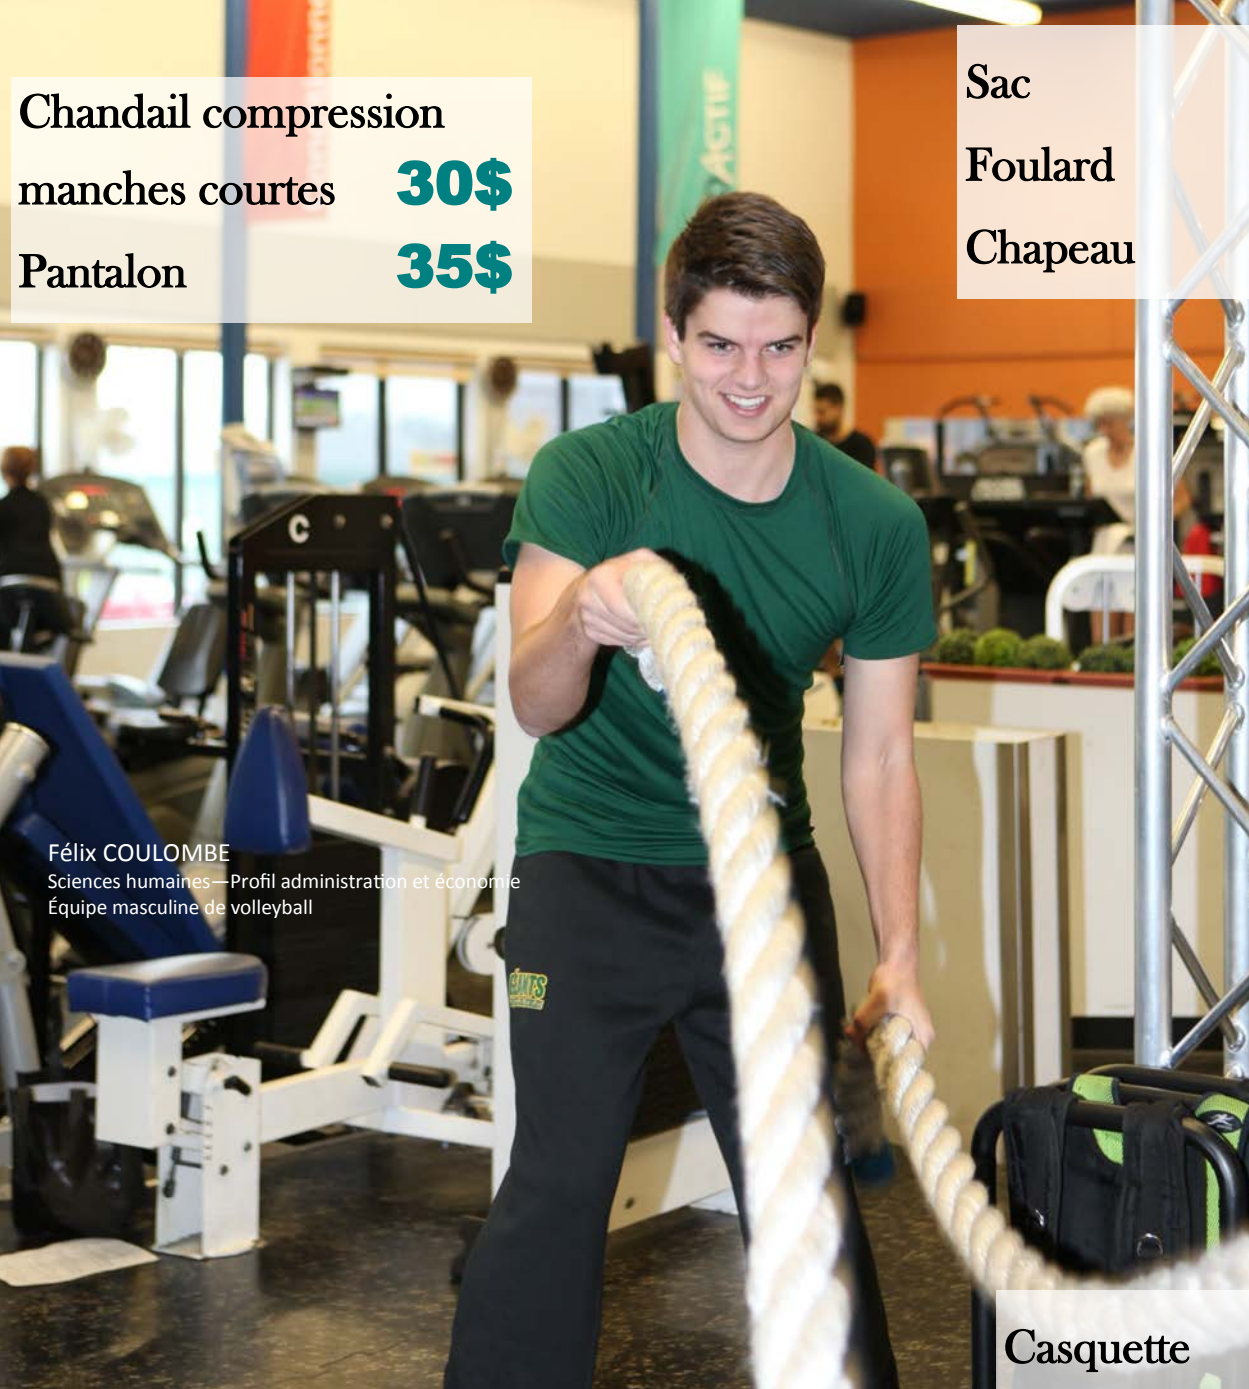 Chandail compression
manches courtes 30$
Pantalon 35$
Sac
Foulard
Chapeau
ACTIF
C
Félix COULOMBE
Sciences humaines—Profil administration et économie
Équipe masculine de volleyball
Casquette